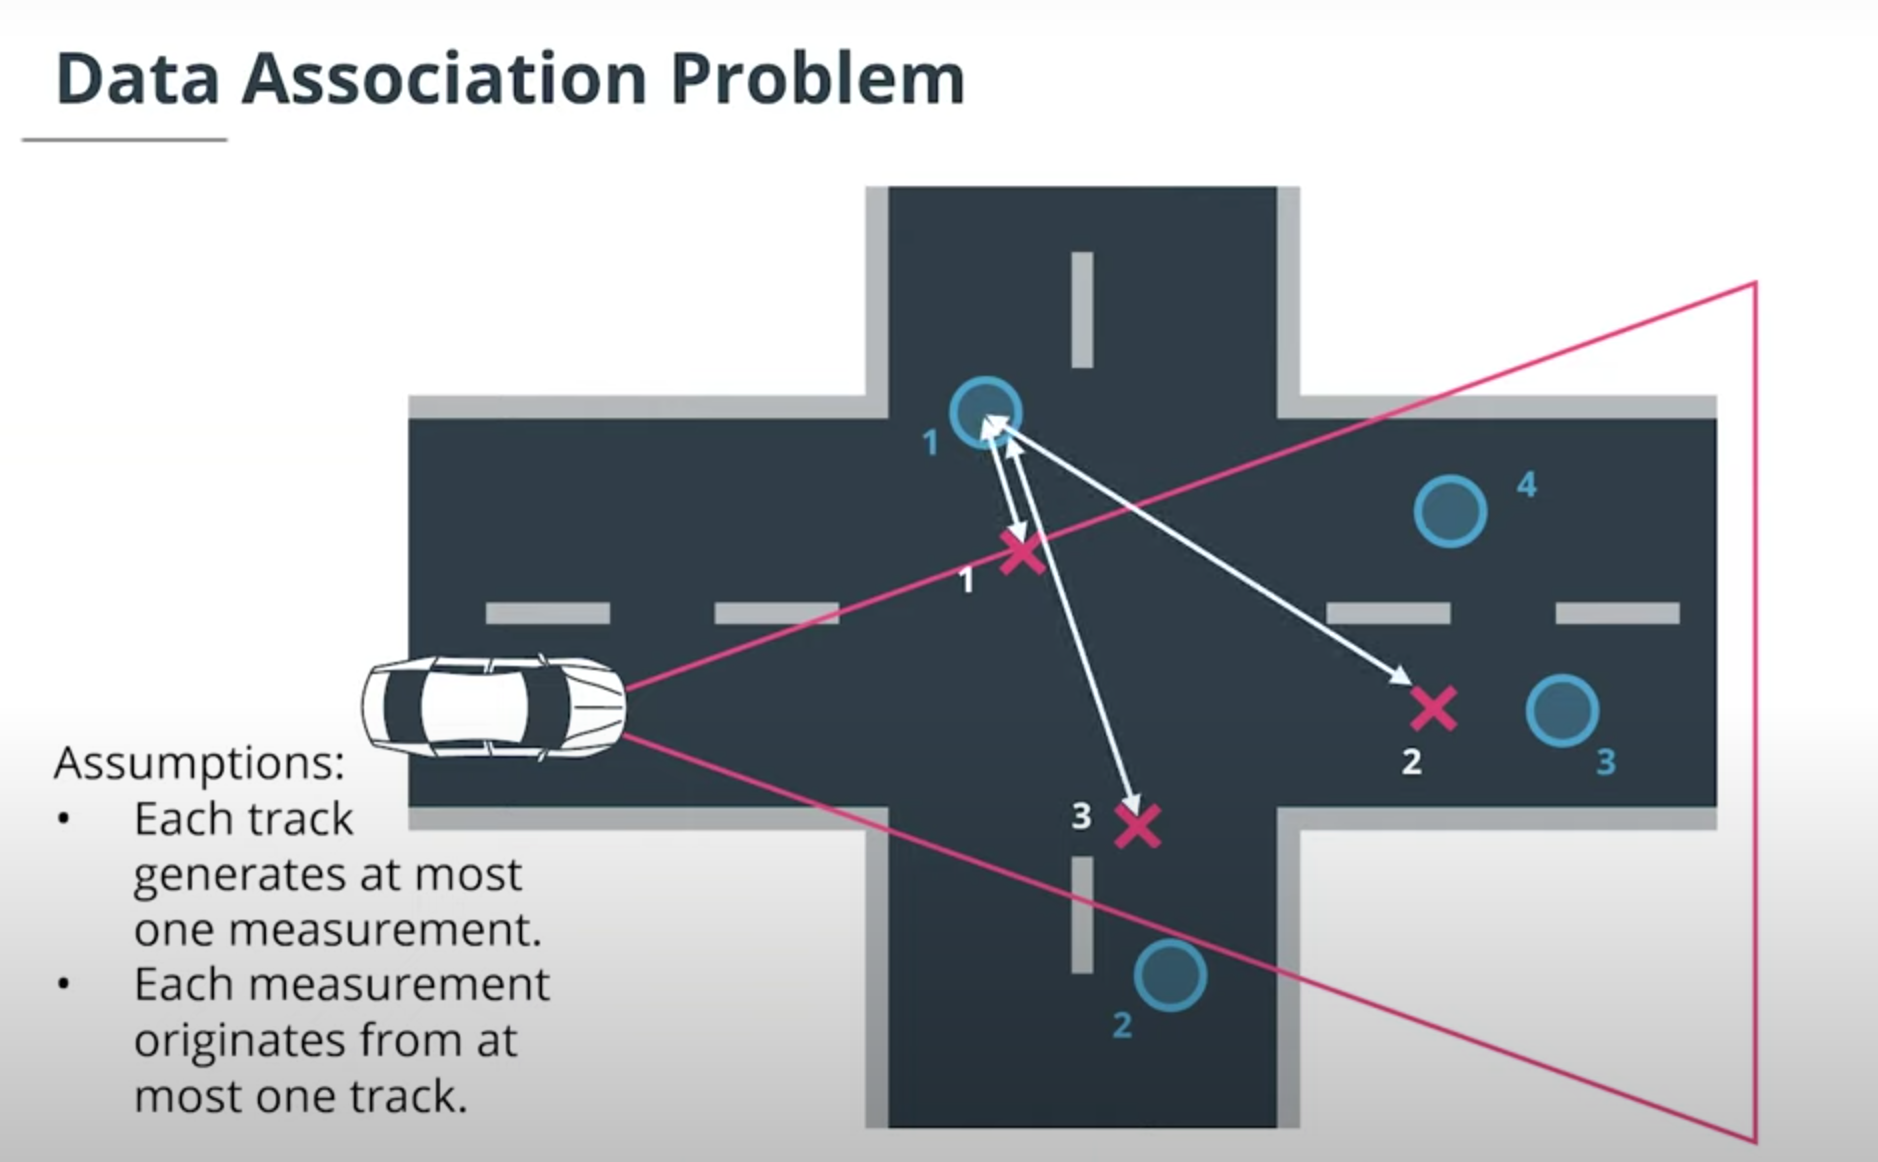 Data Association Problem
1
4
1
2
3
3
2
Assumptions:
• Each track
generates at most
one measurement.
• Each measurement
originates from at
most one track.